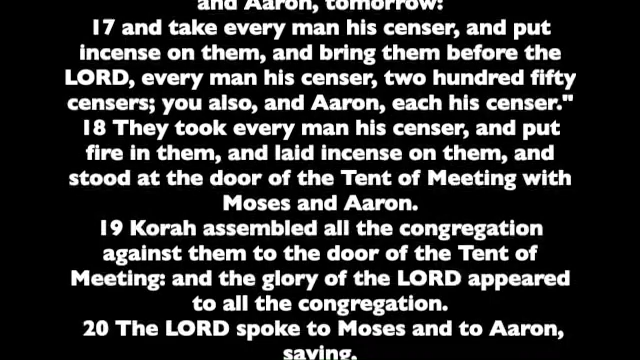 and Aaron, tomorrow:
17 and take every man his censer, and put
incense on them, and bring them before the
LORD, every man his censer, two hundred fifty
censers; you also, and Aaron, each his censer."
18 They took every man his censer, and put
fire in them, and laid incense on them, and
stood at the door of the Tent of Meeting with
Moses and Aaron.
19 Korah assembled all the congregation
against them to the door of the Tent of
Meeting: and the glory of the LORD appeared
to all the congregation.
20 The LORD spoke to Moses and to Aaron,
saying,